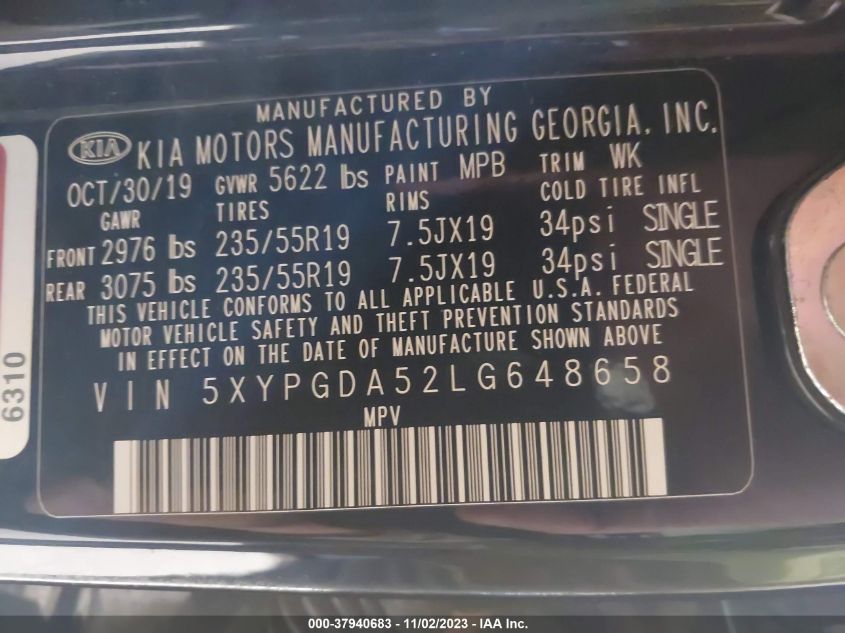 MANUFACTURED BY
KIA KIA MOTORS MANUFACTURING GEORGIA, INC.
OCT/30/19 GVWR 5622 lbs PAINT MPB TRIM WK
GAWR TIRES RIMS COLD TIRE INFL
FRONT 2976 lbs 235/55R19 7.5JX19 34psi SINGLE
REAR 3075 lbs 235/55R19 7.5JX19 34psi SINGLE
THIS VEHICLE CONFORMS TO ALL APPLICABLE U.S.A. FEDERAL
MOTOR VEHICLE SAFETY AND THEFT PREVENTION STANDARDS
IN EFFECT ON THE DATE OF MANUFACTURE SHOWN ABOVE
VIN 5XYPGDA52LG648658
MPV
6310
000-37940683 - 11/02/2023 - IAA Inc.